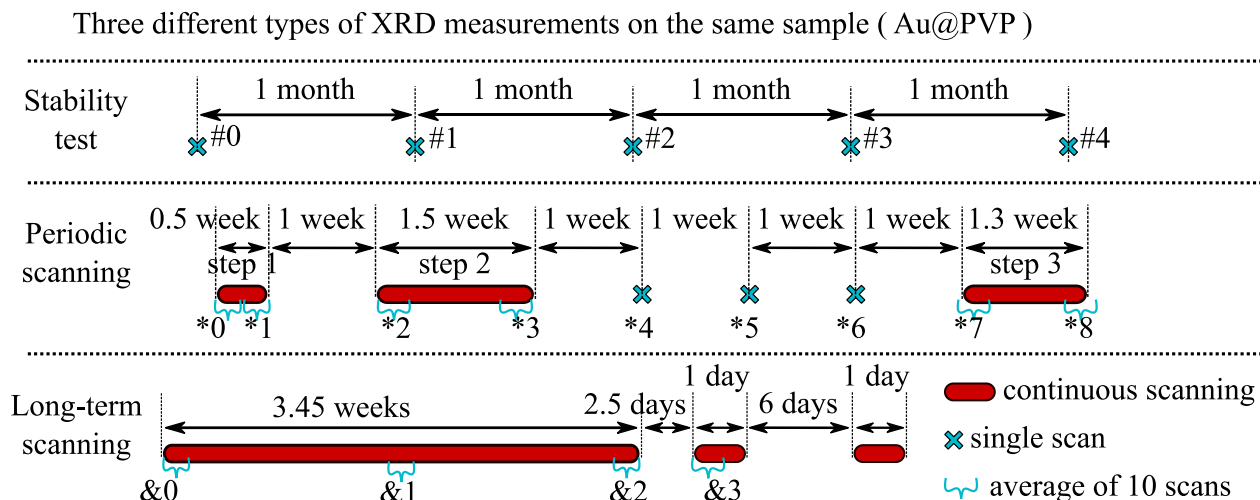 Three different types of XRD measurements on the same sample ( Au@PVP )
Stability
test
1 month
1 month
1 month
1 month
#0
#1
#2
#3
#4
Periodic
scanning
0.5 week
1 week
1.5 week
1 week
1 week
1 week
1 week
1.3 week
step 1
step 2
step 3
*0
*1
*2
*3
*4
*5
*6
*7
*8
Long-term
scanning
3.45 weeks
2.5 days
1 day
6 days
1 day
&0
&1
&2
&3
continuous scanning
single scan
average of 10 scans